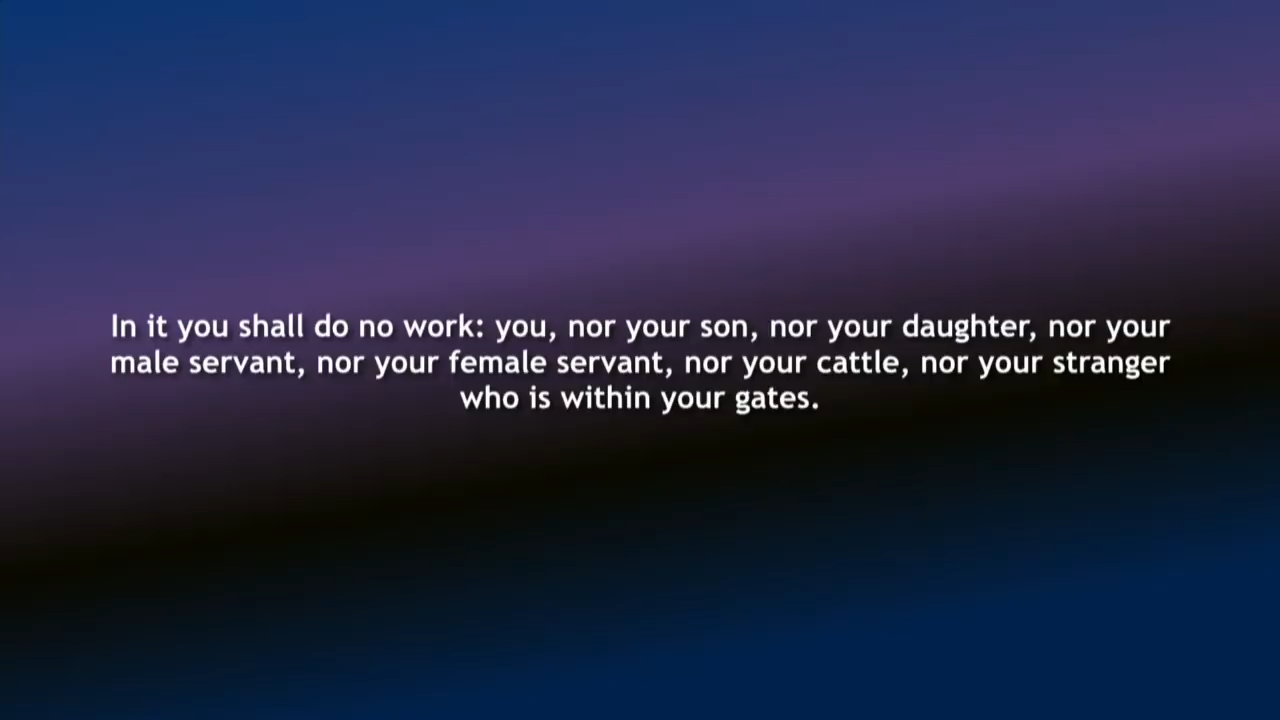 In it you shall do no work: you, nor your son, nor your daughter, nor your
male servant, nor your female servant, nor your cattle, nor your stranger
who is within your gates.